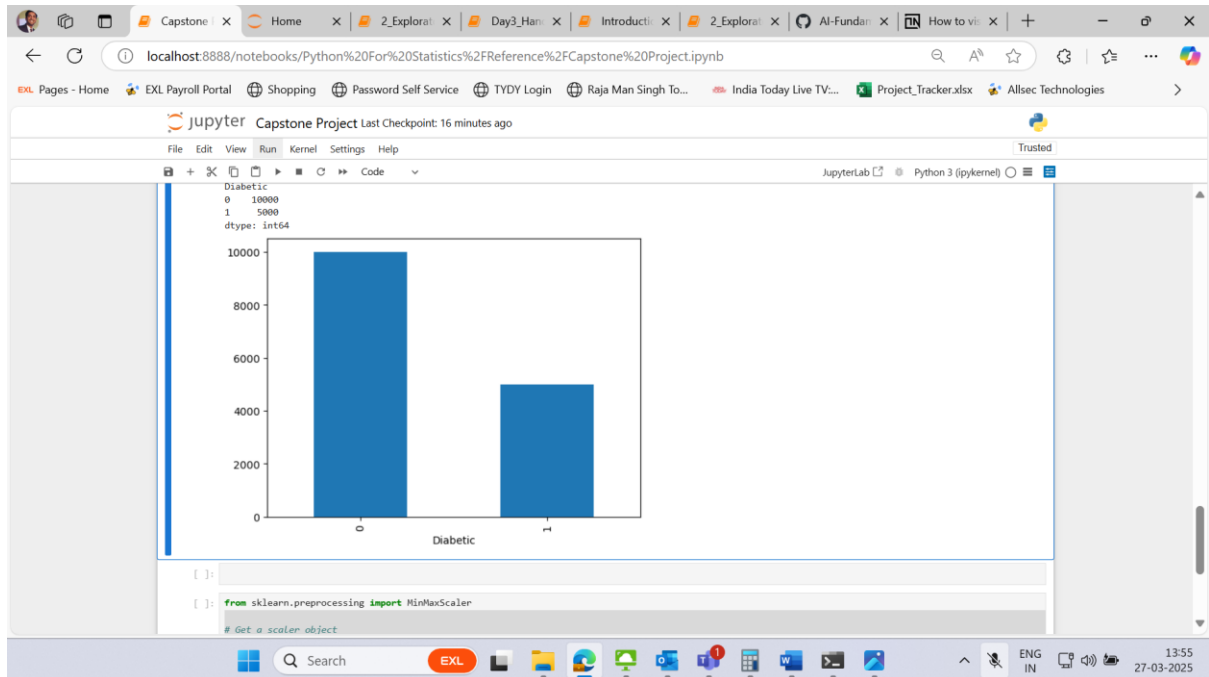 Capstone
Home
2_Explorat
Day3_Han
Introducti
2_Explorat
AI-Fundan
How to vis
localhost:8888/notebooks/Python%20For%20Statistics%2FReference%2FCapstone%20Project.ipynb
EXL Pages - Home EXL Payroll Portal Shopping Password Self Service TYDY Login Raja Man Singh To... India Today Live TV:... Project_Tracker.xlsx Allsec Technologies
jupyter Capstone Project Last Checkpoint: 16 minutes ago
File Edit View Run Kernel Settings Help Trusted
Code JupyterLab Python 3 (ipykernel)
Diabetic
0 10000
1 5000
dtype: int64
10000
8000
6000
4000
2000
0
0 1
Diabetic
[ ]:
[ ]: from sklearn.preprocessing import MinMaxScaler
# Get a scaler object
Search EXL 1 ENG 13:55
IN 27-03-2025